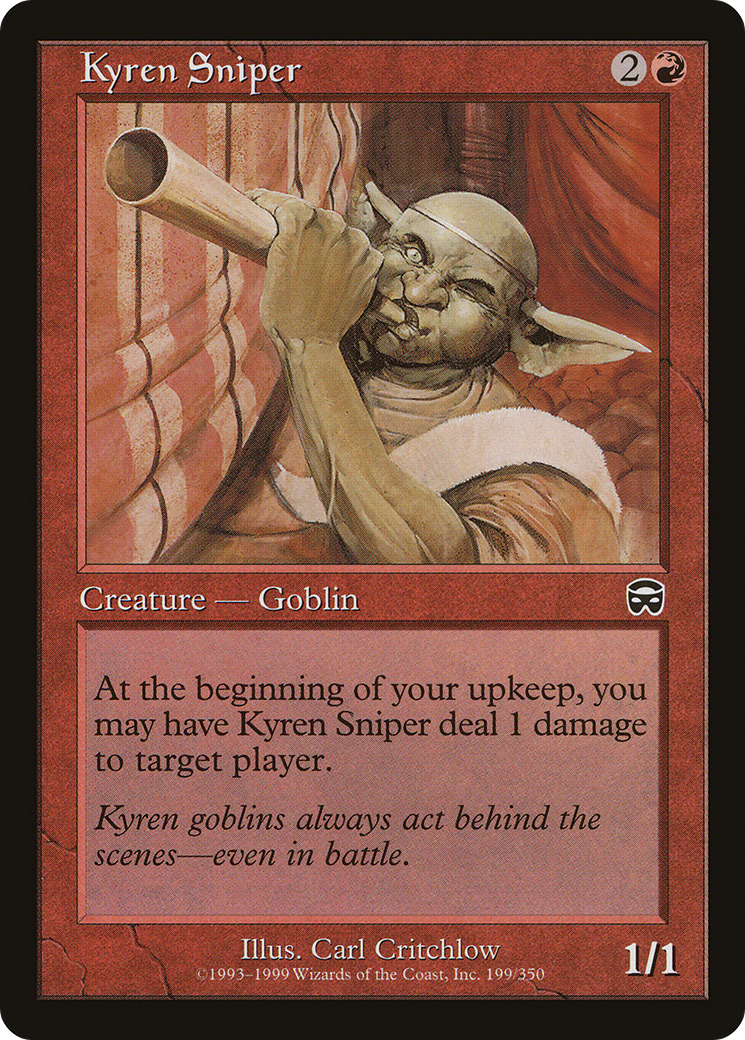 Kyren Sniper 2
Creature — Goblin
At the beginning of your upkeep, you
may have Kyren Sniper deal 1 damage
to target player.
Kyren goblins always act behind the
scenes—even in battle.
Illus. Carl Critchlow
©1993–1999 Wizards of the Coast, Inc. 199/350
1/1